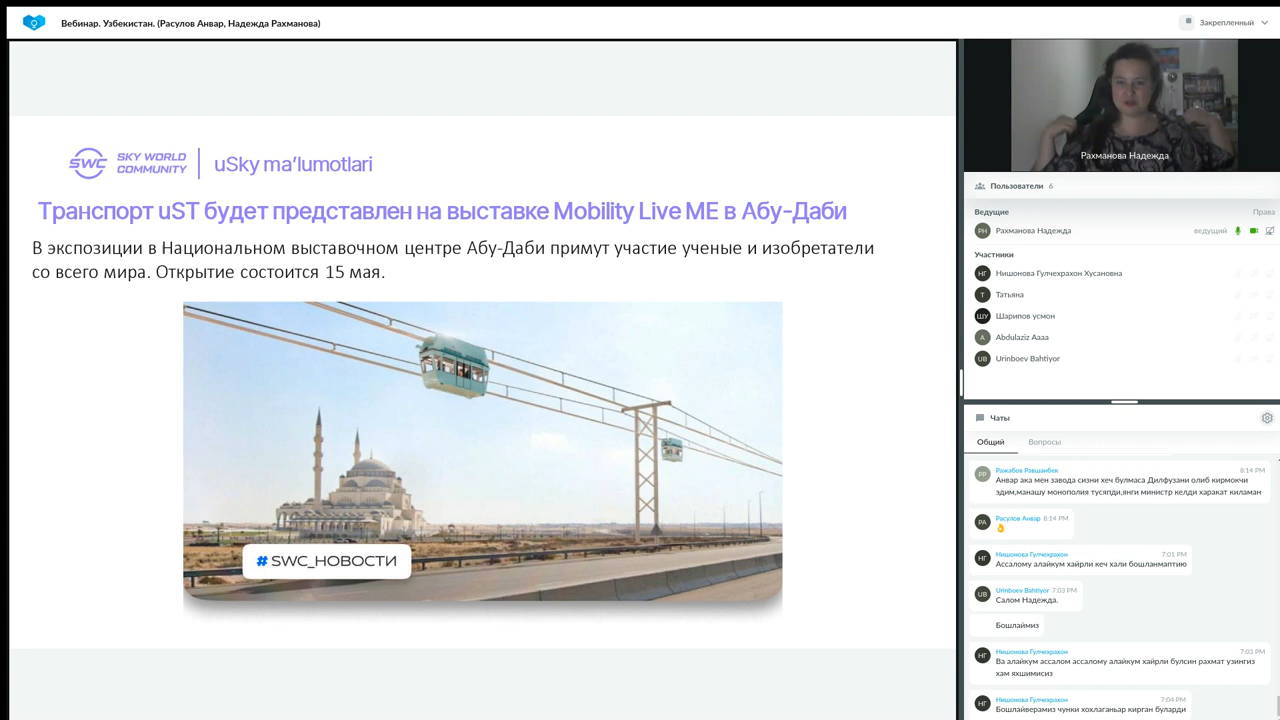 Вебинар. Узбекистан. (Расулов Анвар, Надежда Рахманова)
Закрепленный
SWC SKY WORLD
COMMUNITY
uSky ma’lumotlari
Транспорт uST будет представлен на выставке Mobility Live ME в Абу-Даби
В экспозиции в Национальном выставочном центре Абу-Даби примут участие ученые и изобретатели
со всего мира. Открытие состоится 15 мая.
# SWC_НОВОСТИ
Рахманова Надежда
Пользователи 6
Ведущие Права
РН Рахманова Надежда ведущий
Участники
НГ Нишонова Гулчехрахон Хусановна
Т Татьяна
ШУ Шарипов усмон
A Abdulaziz Aaaa
UB Urinboev Bahtiyor
Чаты
Общий Вопросы
РР Ражабов Равшанбек 8:14 PM
Анвар ака мен завода сизни хеч булмаса Дилфузани олиб кирмокчи
эдим,манашу монополия тусяпди,янги министр келди харакат киламан
РА Расулов Анвар 8:14 PM
👌
НГ Нишонова Гулчехрахон 7:01 PM
Ассалому алайкум хайрли кеч хали бошланмаптию
UB Urinboev Bahtiyor 7:03 PM
Салом Надежда.
Бошлаймиз
НГ Нишонова Гулчехрахон 7:03 PM
Ва алайкум ассалом ассалому алайкум хайрли булсин рахмат узингиз
хам яхшимисиз
НГ Нишонова Гулчехрахон 7:04 PM
Бошлайверамиз чунки хохлаганьар кирган буларди